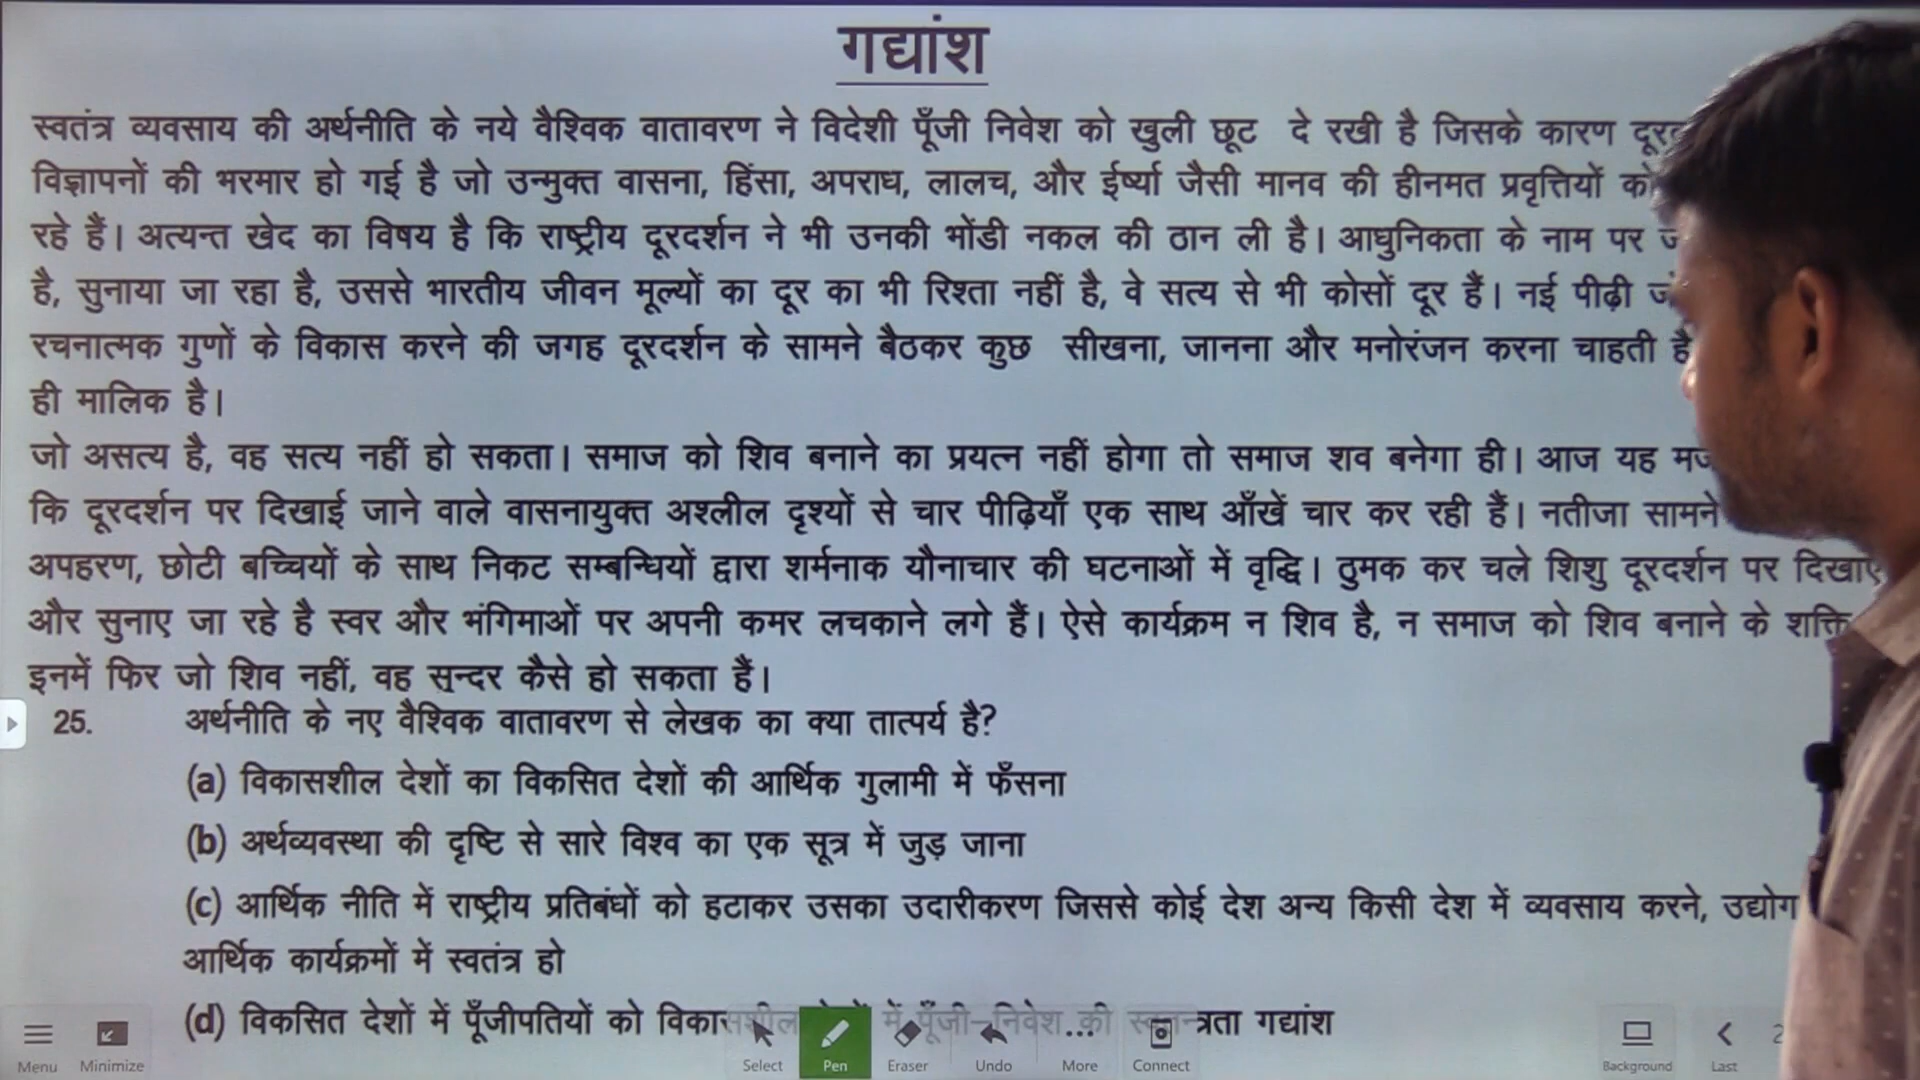 गद्यांश
स्वतंत्र व्यवसाय की अर्थनीति के नये वैश्विक वातावरण ने विदेशी पूँजी निवेश को खुली छूट दे रखी है जिसके कारण
विज्ञापनों की भरमार हो गई है जो उन्मुक्त वासना, हिंसा, अपराध, लालच, और ईर्ष्या जैसी मानव की हीनमत प्रवृत्तियों को
रहे हैं। अत्यन्त खेद का विषय है कि राष्ट्रीय दूरदर्शन ने भी उनकी भोंडी नकल की ठान ली है। आधुनिकता के नाम पर
है, सुनाया जा रहा है, उससे भारतीय जीवन मूल्यों का दूर का भी रिश्ता नहीं है, वे सत्य से भी कोसों दूर हैं। नई पीढ़ी
रचनात्मक गुणों के विकास करने की जगह दूरदर्शन के सामने बैठकर कुछ सीखना, जानना और मनोरंजन करना चाहती है
ही मालिक है।
जो असत्य है, वह सत्य नहीं हो सकता। समाज को शिव बनाने का प्रयत्न नहीं होगा तो समाज शव बनेगा ही। आज यह
कि दूरदर्शन पर दिखाई जाने वाले वासनायुक्त अश्लील दृश्यों से चार पीढ़ियाँ एक साथ आँखें चार कर रही हैं। नतीजा सामने
अपहरण, छोटी बच्चियों के साथ निकट सम्बन्धियों द्वारा शर्मनाक यौनाचार की घटनाओं में वृद्धि। ठुमक कर चले शिशु दूरदर्शन पर दिखाए
और सुनाए जा रहे है स्वर और भंगिमाओं पर अपनी कमर लचकाने लगे हैं। ऐसे कार्यक्रम न शिव है, न समाज को शिव बनाने के
इनमें फिर जो शिव नहीं, वह सुन्दर कैसे हो सकता हैं।
25. अर्थनीति के नए वैश्विक वातावरण से लेखक का क्या तात्पर्य है?
(a) विकासशील देशों का विकसित देशों की आर्थिक गुलामी में फँसना
(b) अर्थव्यवस्था की दृष्टि से सारे विश्व का एक सूत्र में जुड़ जाना
(c) आर्थिक नीति में राष्ट्रीय प्रतिबंधों को हटाकर उसका उदारीकरण जिससे कोई देश अन्य किसी देश में व्यवसाय करने, उद्योग
आर्थिक कार्यक्रमों में स्वतंत्र हो
(d) विकसित देशों में पूँजीपतियों को विकासशील में पूँजी-निवेश की स्वतन्त्रता गद्यांश
Menu Minimize Select Pen Eraser Undo More Connect Background Last